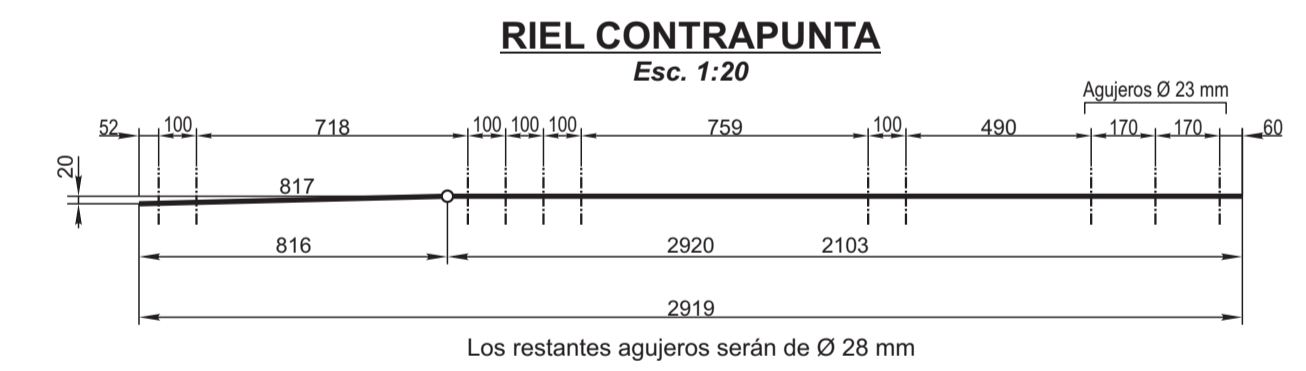 RIEL CONTRAPUNTA
Esc. 1:20
Agujeros Ø 23 mm
52 100 718 100 100 100 759 100 490 170 170 60
20
817
816 2920 2103
2919
Los restantes agujeros serán de Ø 28 mm